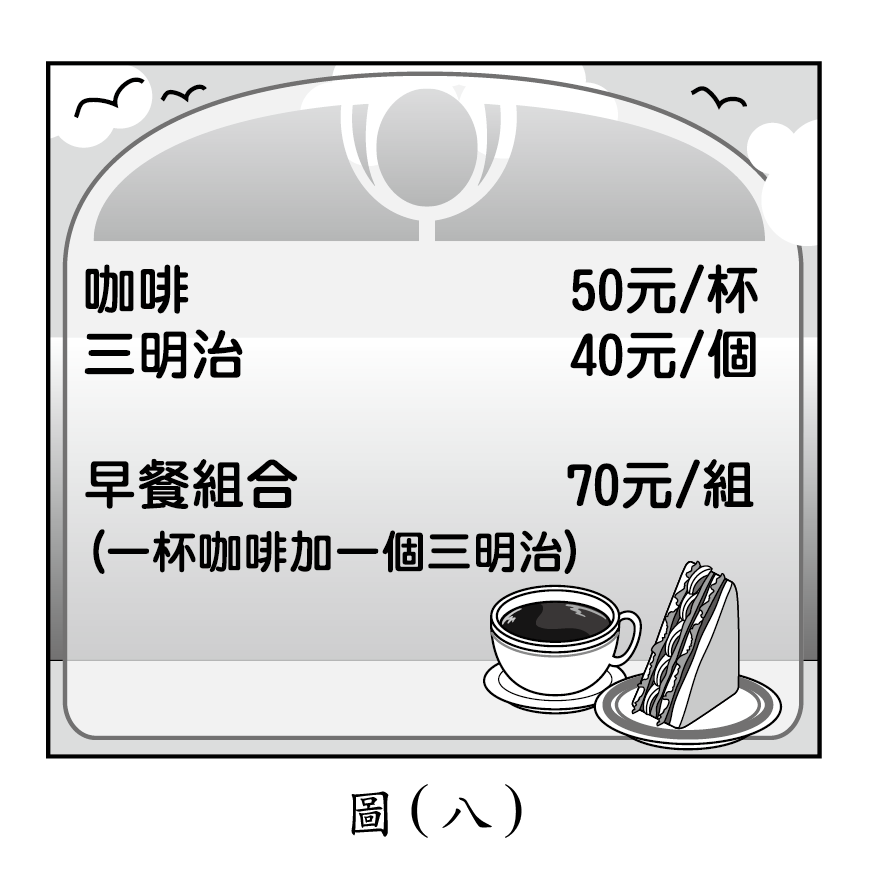 咖啡 50元/杯
三明治 40元/個
早餐組合 70元/組
(一杯咖啡加一個三明治)
圖(八)